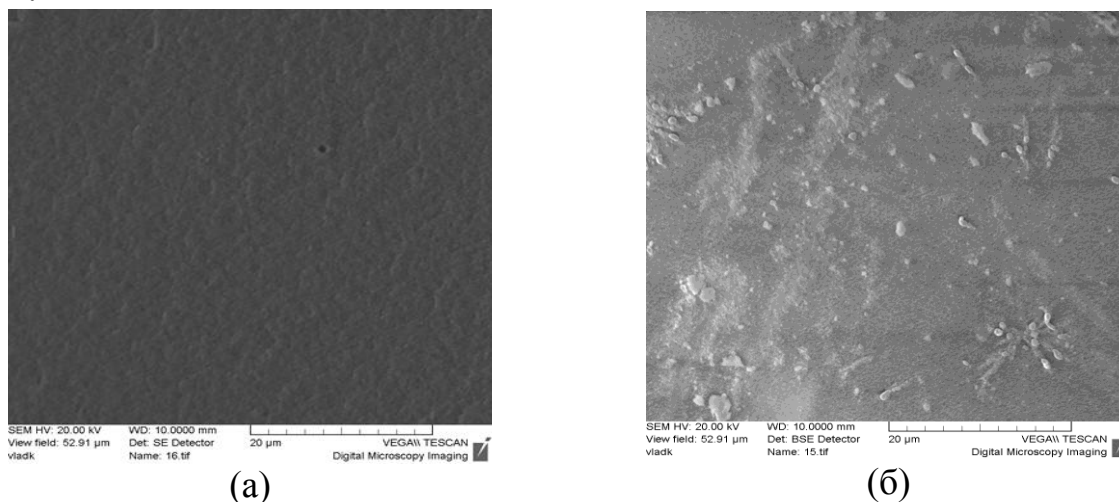 SEM HV: 20.00 kV WD: 10.0000 mm
View field: 52.91 µm Det: SE Detector 20 µm VEGA\\ TESCAN
vladk Name: 16.tif Digital Microscopy Imaging
(а)
SEM HV: 20.00 kV WD: 10.0000 mm
View field: 52.91 µm Det: BSE Detector 20 µm VEGA\\ TESCAN
vladk Name: 15.tif Digital Microscopy Imaging
(б)